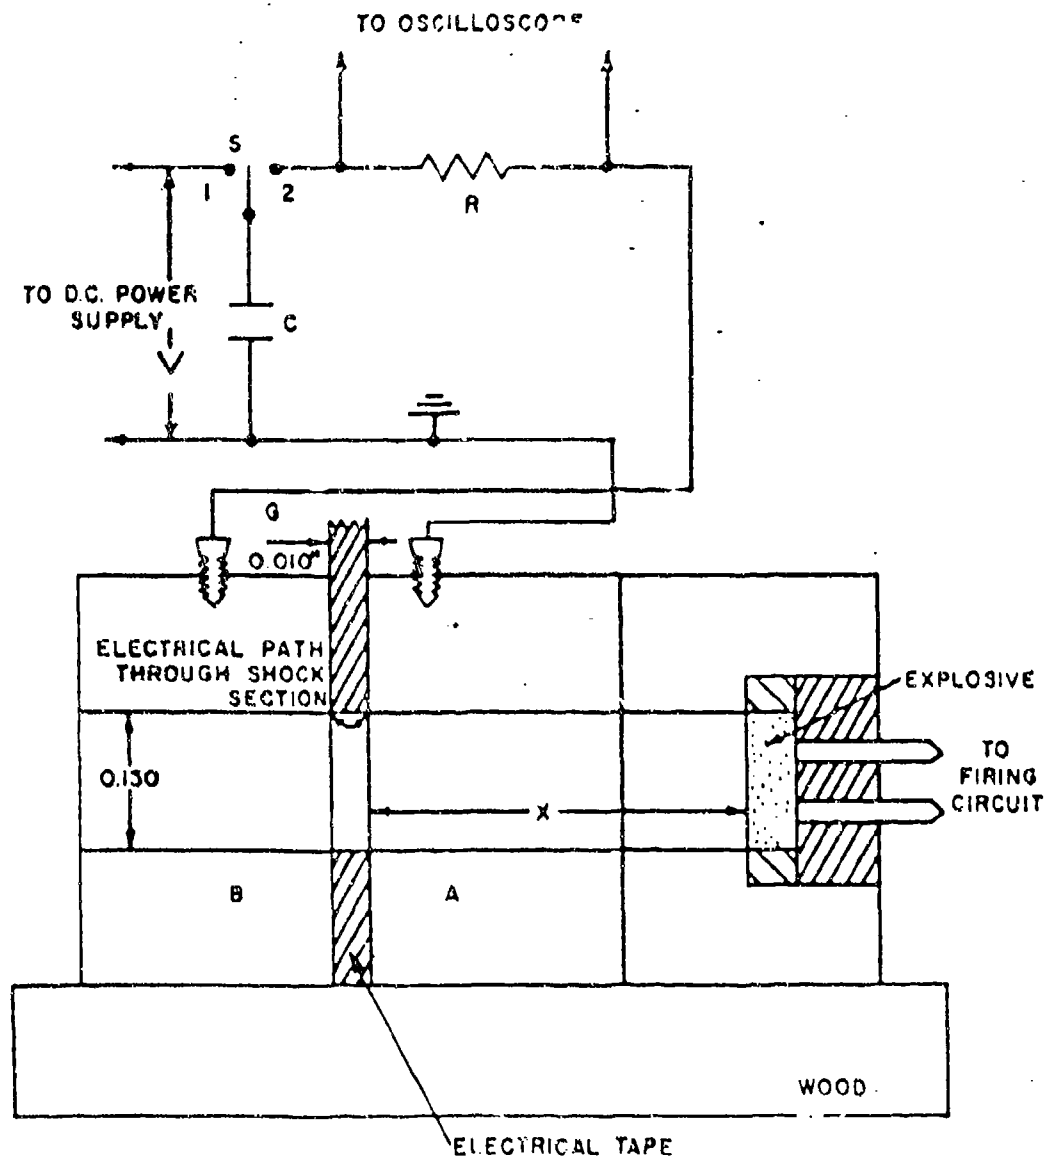 TO OSCILLOSCOPE
S
1
2
R
TO D.C. POWER
SUPPLY
V
C
G
0.010"
ELECTRICAL PATH
THROUGH SHOCK
SECTION
EXPLOSIVE
0.130
X
TO
FIRING
CIRCUIT
B
A
WOOD
ELECTRICAL TAPE